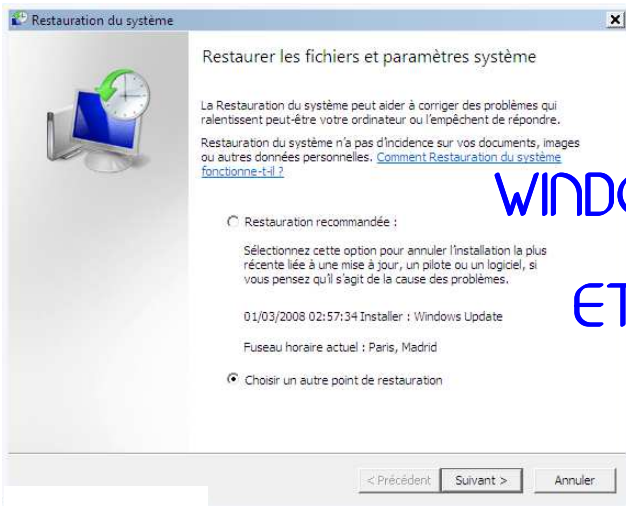 Restauration du système
Restaurer les fichiers et paramètres système
La Restauration du système peut aider à corriger des problèmes qui
ralentissent peut-être votre ordinateur ou l'empêchent de répondre.
Restauration du système n'a pas d'incidence sur vos documents, images
ou autres données personnelles. Comment Restauration du système
fonctionne-t-il ?
Restauration recommandée :
Sélectionnez cette option pour annuler l'installation la plus
récente liée à une mise à jour, un pilote ou un logiciel, si
vous pensez qu'il s'agit de la cause des problèmes.
01/03/2008 02:57:34 Installer : Windows Update
ET
Fuseau horaire actuel : Paris, Madrid
Choisir un autre point de restauration
< Précédent Suivant > Annuler